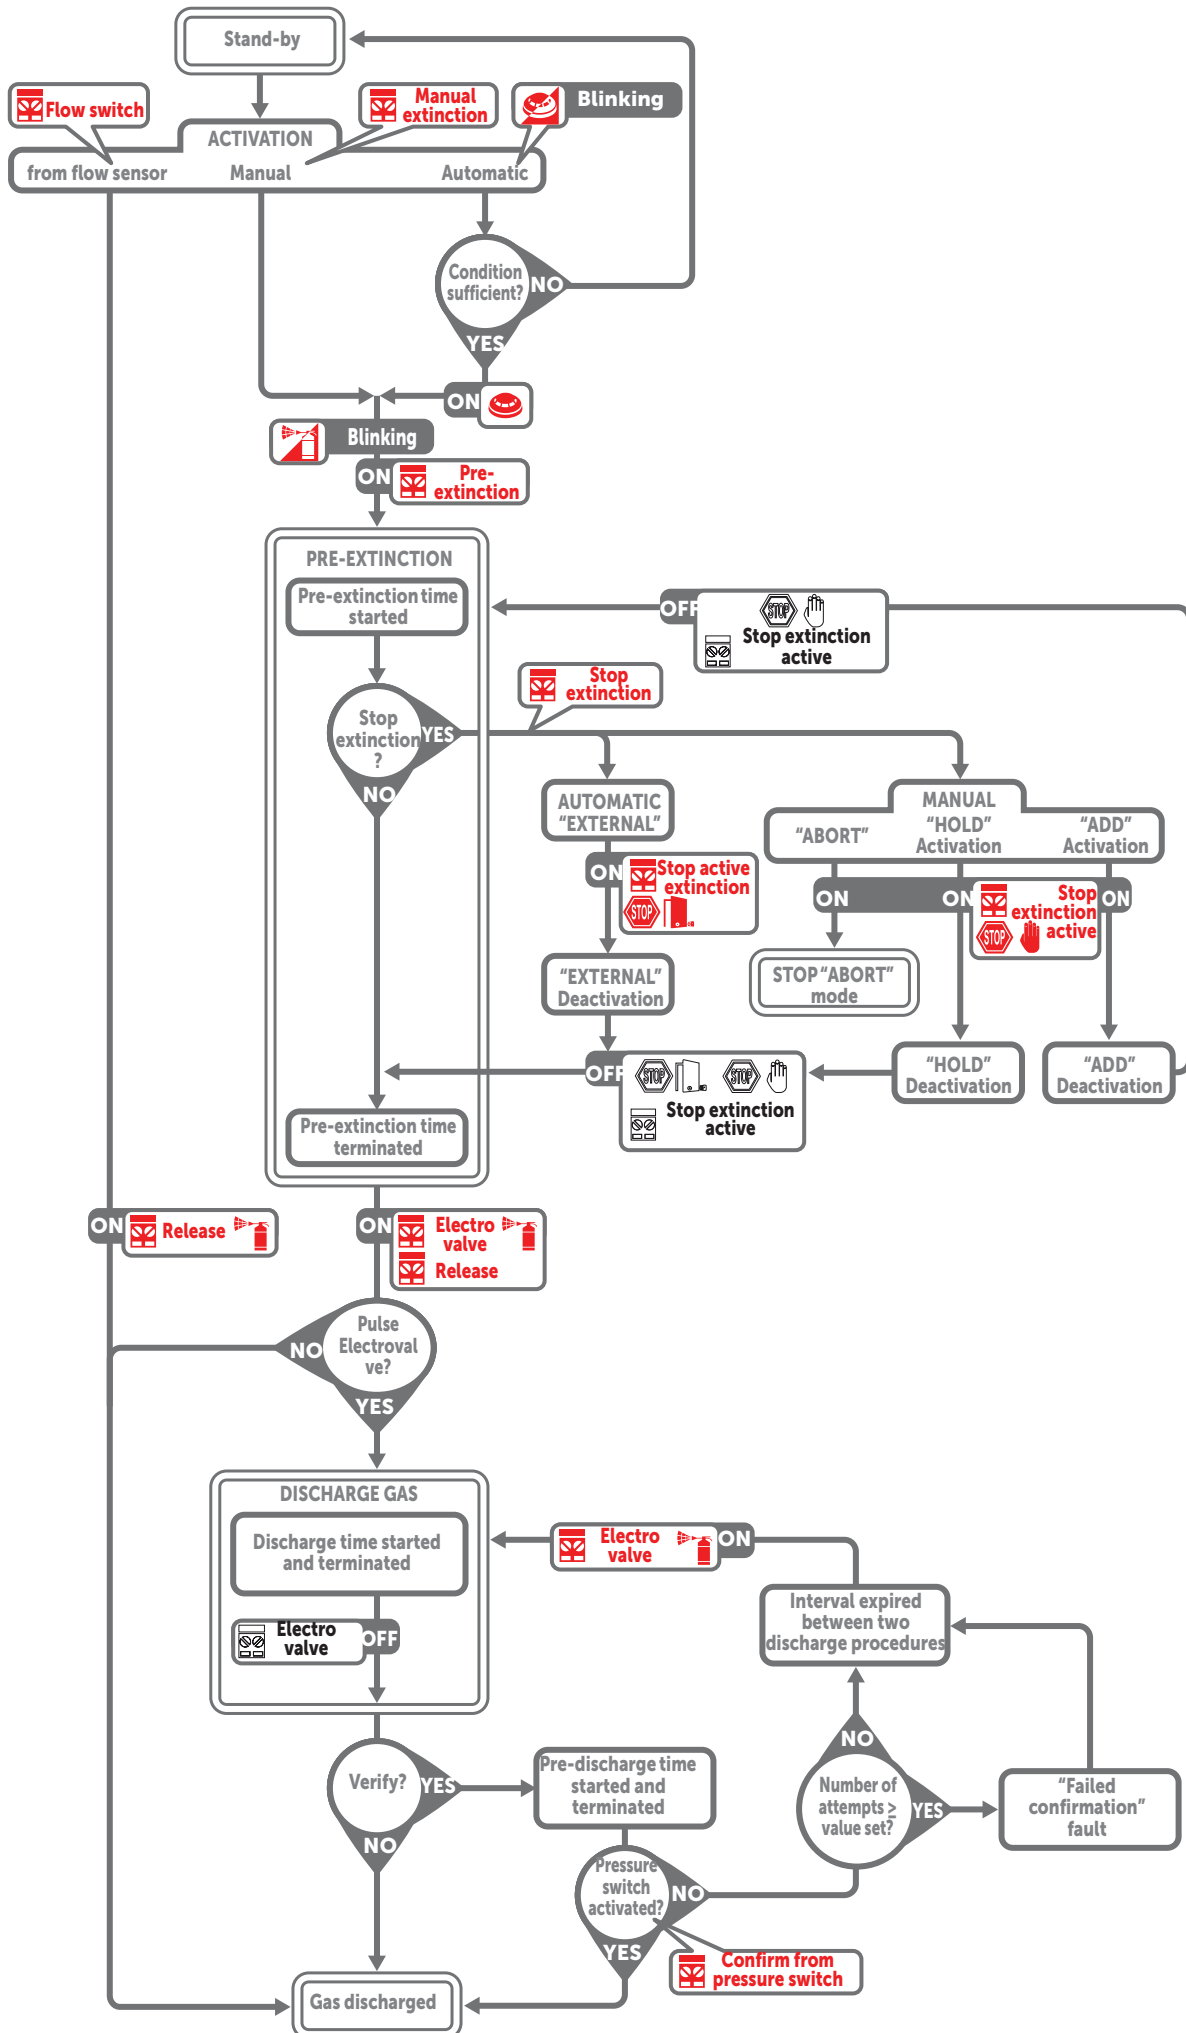 Stand-by
Flow switch
Manual
extinction
Blinking
ACTIVATION
from flow sensor
Manual
Automatic
Condition
sufficient?
NO
YES
ON
Blinking
ON
Pre-
extinction
PRE-EXTINCTION
Pre-extinction time
started
OFF
STOP
Stop extinction
active
Stop
extinction
Stop
extinction
?
YES
NO
AUTOMATIC
“EXTERNAL”
MANUAL
“ABORT”
“HOLD”
Activation
“ADD”
Activation
ON
Stop active
extinction
STOP
ON
ON
Stop
extinction
active
STOP
ON
“EXTERNAL”
Deactivation
STOP “ABORT”
mode
OFF
STOP
STOP
Stop extinction
active
“HOLD”
Deactivation
“ADD”
Deactivation
Pre-extinction time
terminated
ON
Release
ON
Electro
valve
Release
Pulse
Electroval
ve?
NO
YES
DISCHARGE GAS
Discharge time started
and terminated
Electro
valve
ON
Electro
valve
OFF
Interval expired
between two
discharge procedures
NO
Verify?
YES
NO
Pre-discharge time
started and
terminated
Number of
attempts ≥
value set?
YES
“Failed
confirmation”
fault
Pressure
switch
activated?
NO
YES
Confirm from
pressure switch
Gas discharged